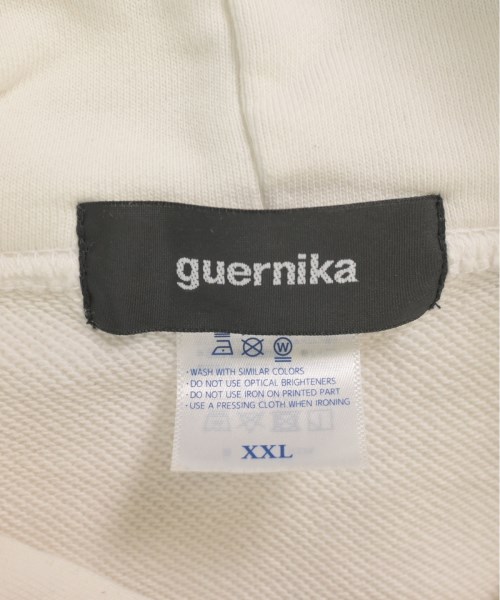 guernika
· WASH WITH SIMILAR COLORS
· DO NOT USE OPTICAL BRIGHTENERS
· DO NOT USE IRON ON PRINTED PART
· USE A PRESSING CLOTH WHEN IRONING
XXL